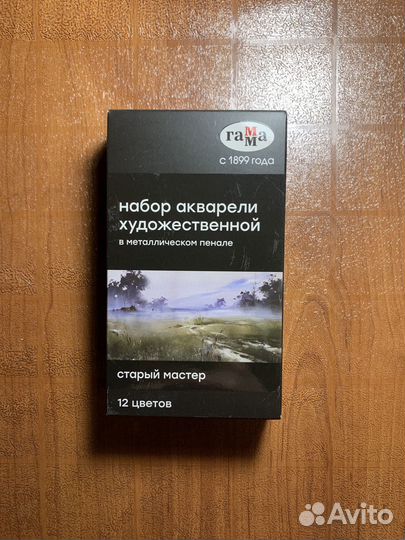 гамма
с 1899 года
набор акварели
художественной
в металлическом пенале
старый мастер
12 цветов
Avito